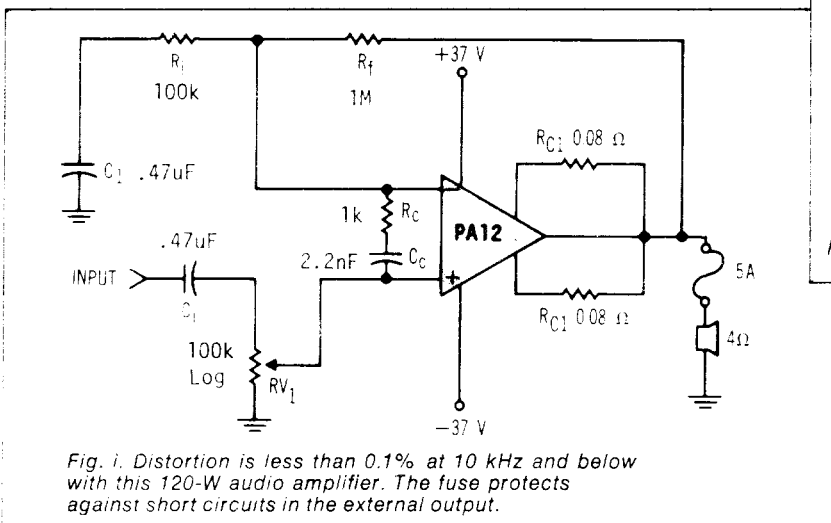 Ri
100k
Rf
1M
+37 V
RC1 0.08 Ω
C1 .47uF
1k
Rc
PA12
.47uF
2.2nF
Cc
INPUT
Ci
+
5A
RC1 0.08 Ω
4Ω
100k
Log
RV1
-37 V
Fig. i. Distortion is less than 0.1% at 10 kHz and below
with this 120-W audio amplifier. The fuse protects
against short circuits in the external output.